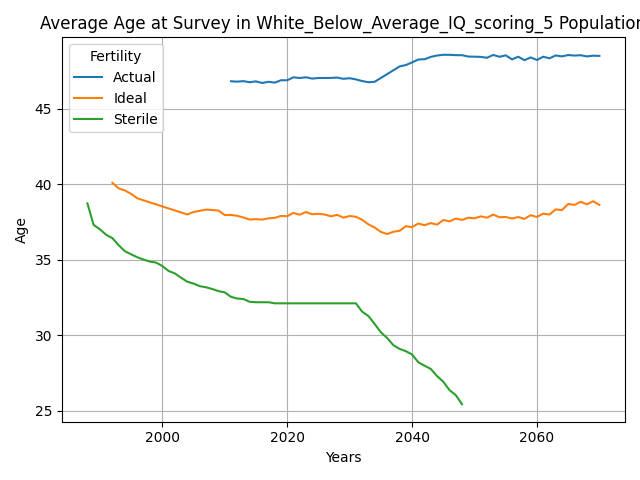 Average Age at Survey in White_Below_Average_IQ_scoring_5 Population
Fertility
Actual
Ideal
Sterile
Age
45
40
35
30
25
2000
2020
2040
2060
Years